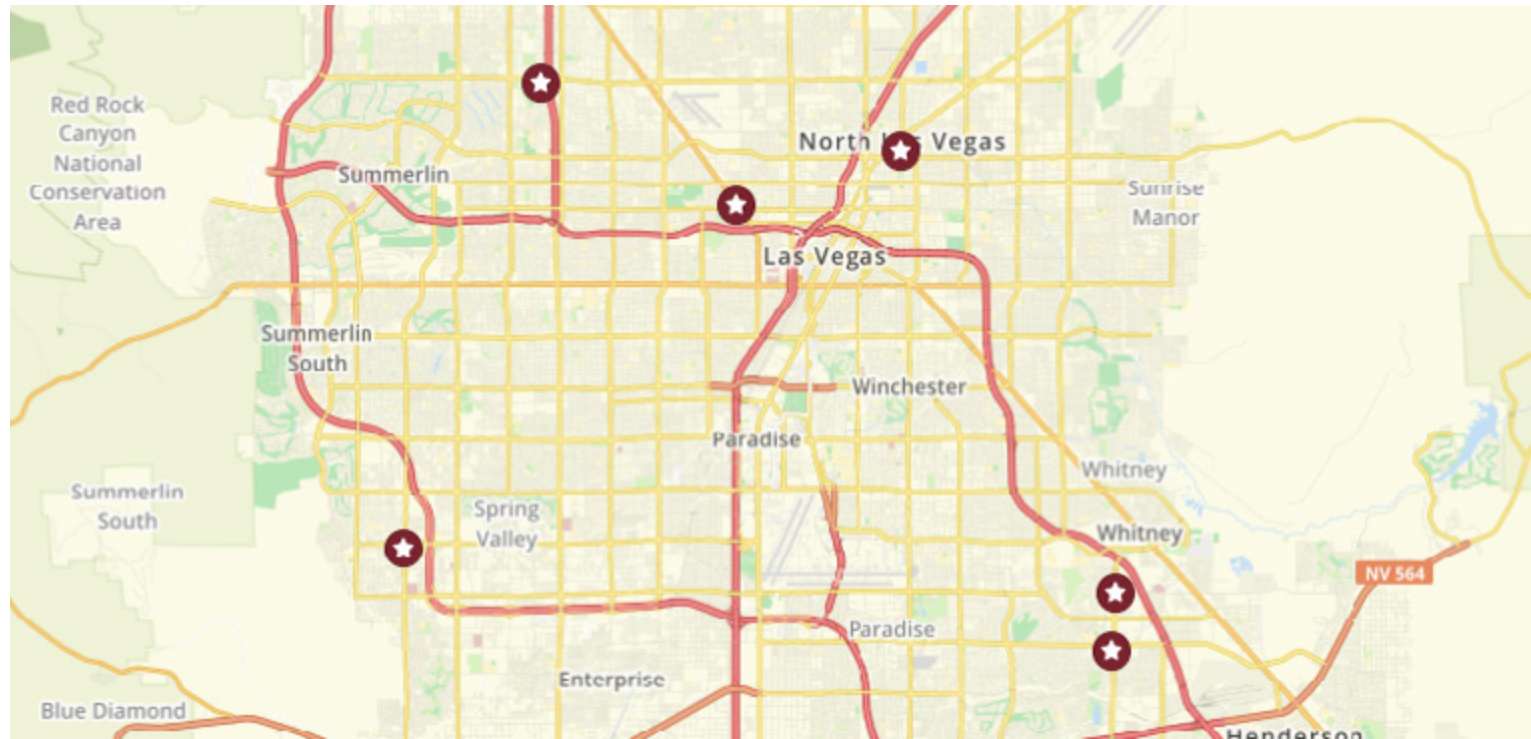 Red Rock
Canyon
National
Conservation
Area
Summerlin
North Las Vegas
Sunrise
Manor
Las Vegas
Summerlin
South
Winchester
Paradise
Whitney
Summerlin
South
Spring
Valley
Whitney
NV 564
Paradise
Enterprise
Blue Diamond
Henderson